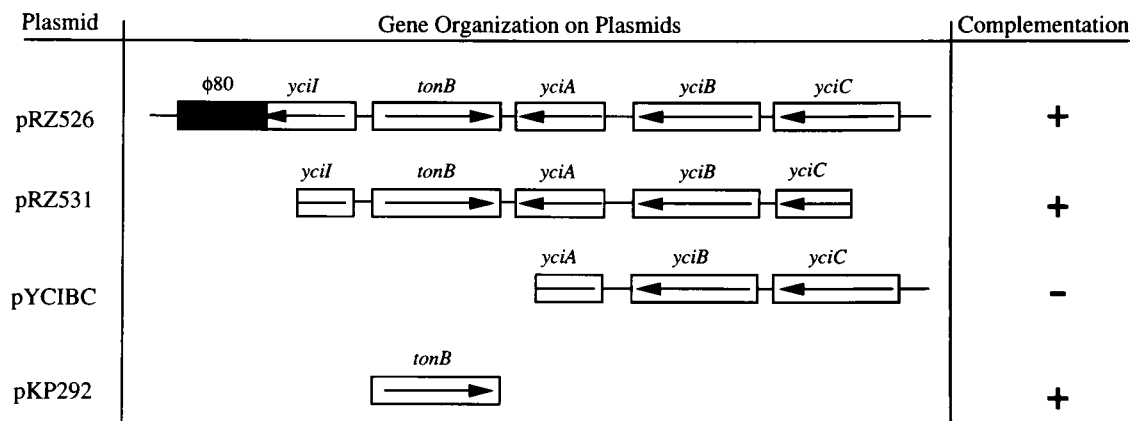 Plasmid Gene Organization on Plasmids Complementation
ϕ80 yciI tonB yciA yciB yciC
pRZ526 +
yciI tonB yciA yciB yciC
pRZ531 +
yciA yciB yciC
pYCIBC -
tonB
pKP292 +